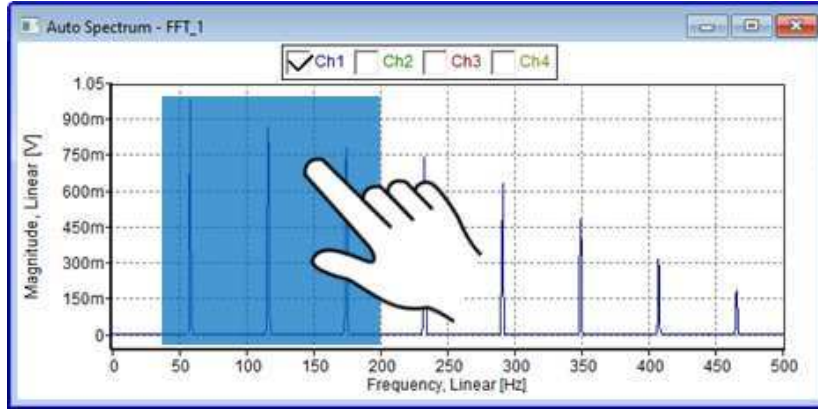 Auto Spectrum - FFT_1
Ch1 Ch2 Ch3 Ch4
1.05
900m
750m
600m
450m
300m
150m
0
Magnitude, Linear [V]
0 50 100 150 200 250 300 350 400 450 500
Frequency, Linear [Hz]